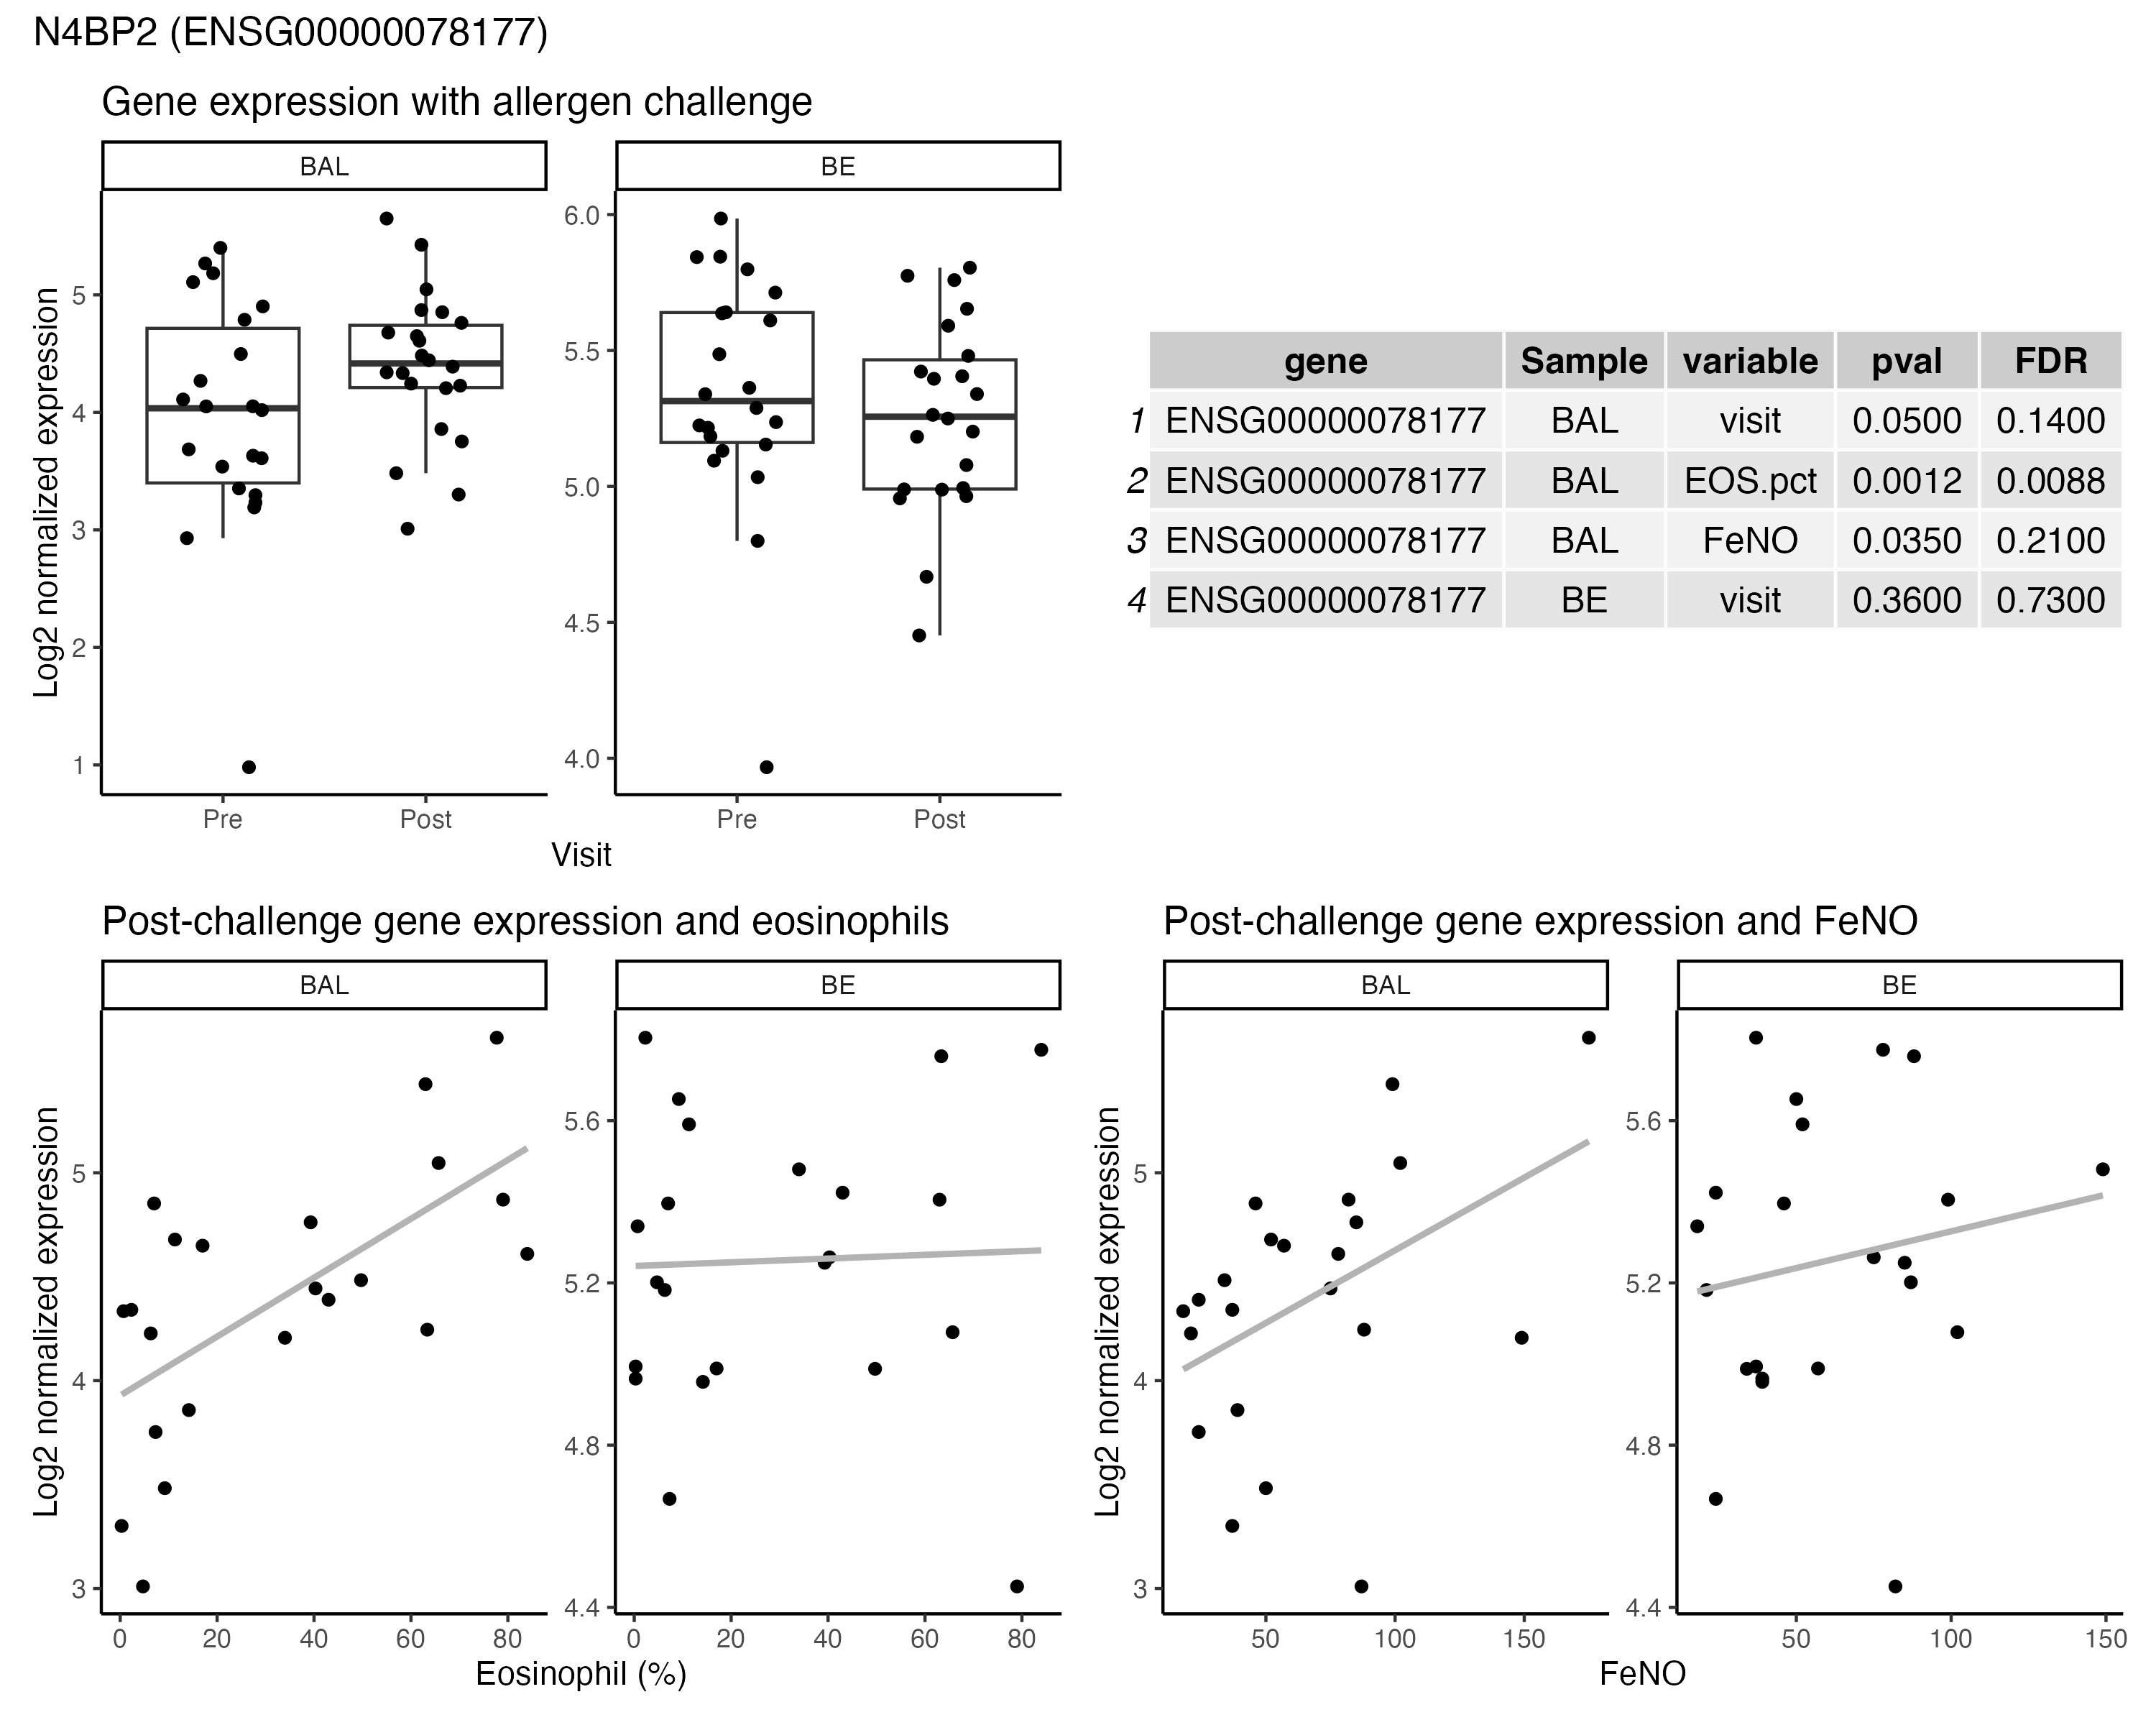 N4BP2 (ENSG00000078177)
Gene expression with allergen challenge
BAL
BE
Log2 normalized expression
5
4
3
2
1
6.0
5.5
5.0
4.5
4.0
Pre
Post
Pre
Post
Visit
gene Sample variable pval FDR
1 ENSG00000078177 BAL visit 0.0500 0.1400
2 ENSG00000078177 BAL EOS.pct 0.0012 0.0088
3 ENSG00000078177 BAL FeNO 0.0350 0.2100
4 ENSG00000078177 BE visit 0.3600 0.7300
Post-challenge gene expression and eosinophils
BAL
BE
Log2 normalized expression
5
4
3
5.6
5.2
4.8
4.4
0 20 40 60 80
0 20 40 60 80
Eosinophil (%)
Post-challenge gene expression and FeNO
BAL
BE
Log2 normalized expression
5
4
3
5.6
5.2
4.8
4.4
50 100 150
50 100 150
FeNO